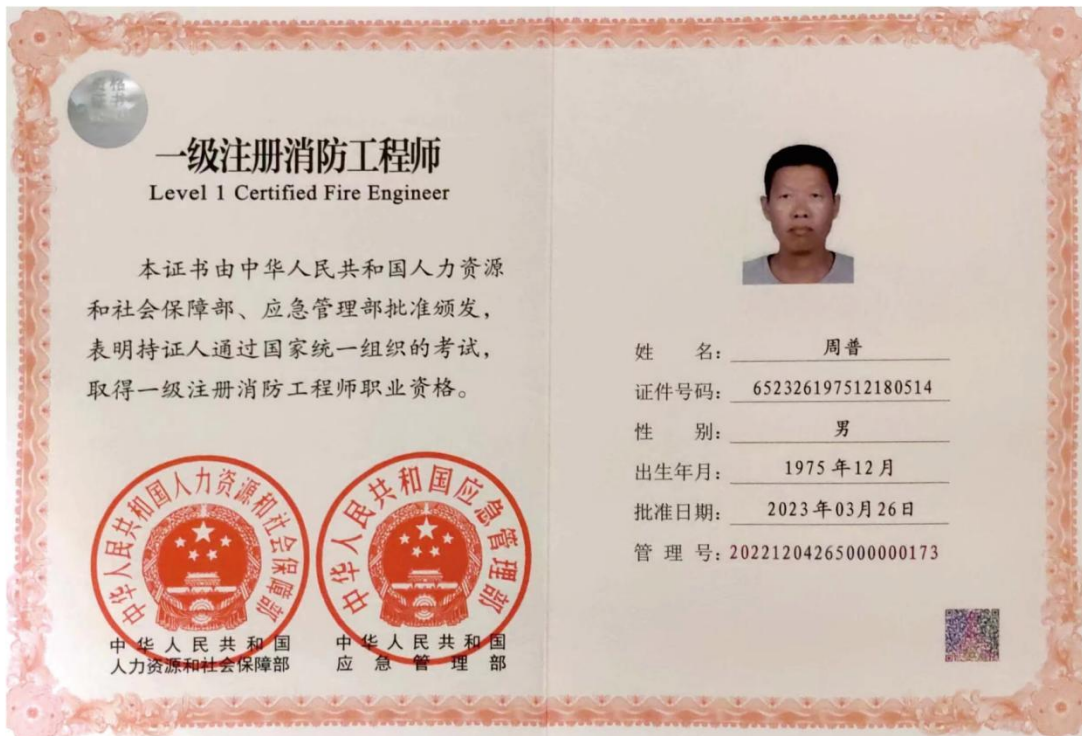 一级注册消防工程师
Level 1 Certified Fire Engineer
本证书由中华人民共和国人力资源
和社会保障部、应急管理部批准颁发，
表明持证人通过国家统一组织的考试，
取得一级注册消防工程师职业资格。
中华人民共和国人力资源和社会保障部
中华人民共和国应急管理部
中华人民共和国
人力资源和社会保障部
中华人民共和国
应急管理部
姓名：周普
证件号码：652326197512180514
性别：男
出生年月：1975年12月
批准日期：2023年03月26日
管理号：20221204265000000173